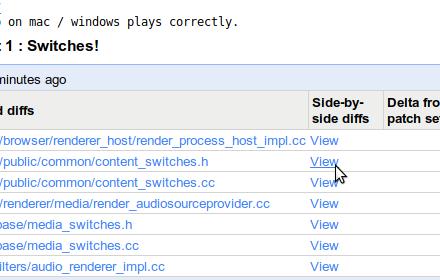 on mac / windows plays correctly.
1 : Switches!
minutes ago
diffs
Side-by-side diffs
Delta from patch set
/browser/renderer_host/render_process_host_impl.cc View
/public/common/content_switches.h View
/public/common/content_switches.cc View
/renderer/media/render_audiosourceprovider.cc View
base/media_switches.h View
base/media_switches.cc View
ilters/audio_renderer_impl.cc View